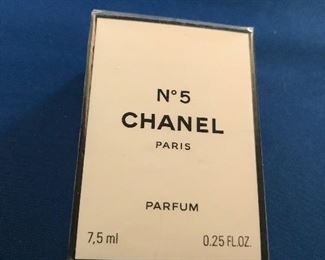 N°5
CHANEL
PARIS
PARFUM
7,5 ml 0.25 FL.OZ.